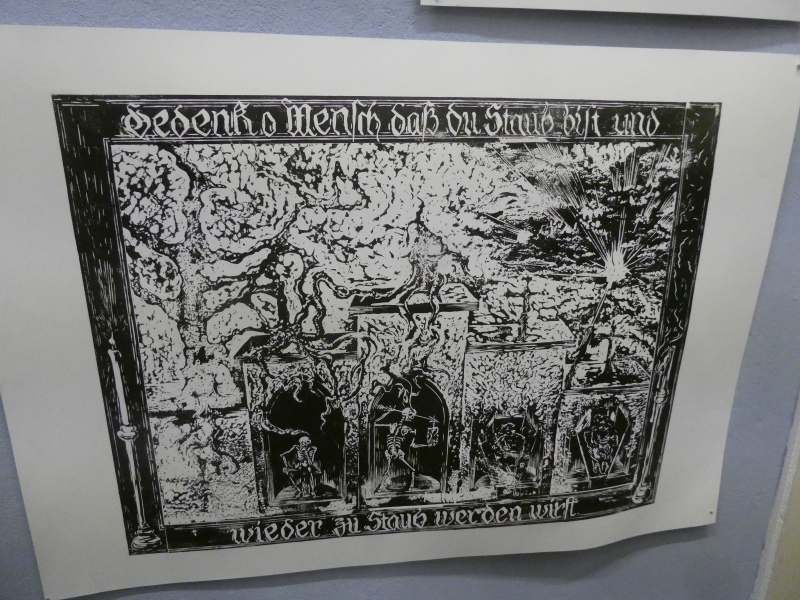 Gedenk o Mensch daß du Staub bist und
wieder zu Staub werden wirst